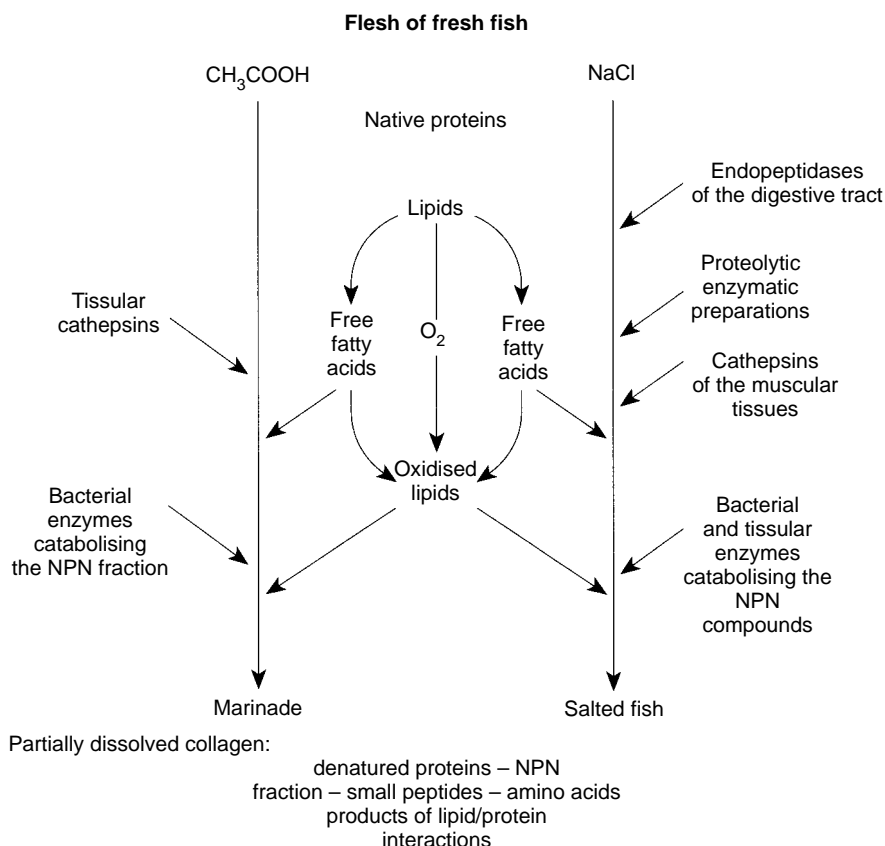 Flesh of fresh fish
CH₃COOH
NaCl
Native proteins
Endopeptidases
of the digestive tract
Lipids
Proteolytic
enzymatic
preparations
Tissular
cathepsins
Free
fatty
acids
O₂
Free
fatty
acids
Cathepsins
of the muscular
tissues
Oxidised
lipids
Bacterial
enzymes
catabolising
the NPN fraction
Bacterial
and tissular
enzymes
catabolising the
NPN
compounds
Marinade
Salted fish
Partially dissolved collagen:
denatured proteins – NPN
fraction – small peptides – amino acids
products of lipid/protein
interactions